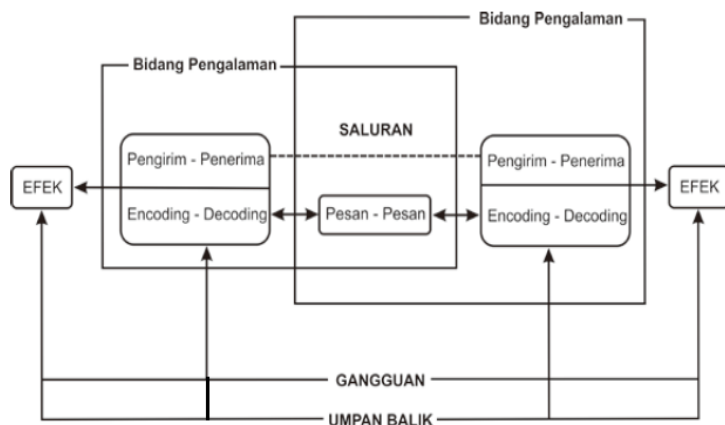 Bidang Pengalaman
Bidang Pengalaman
SALURAN
Pengirim - Penerima
Pengirim - Penerima
EFEK
EFEK
Encoding - Decoding
Pesan - Pesan
Encoding - Decoding
GANGGUAN
UMPAN BALIK